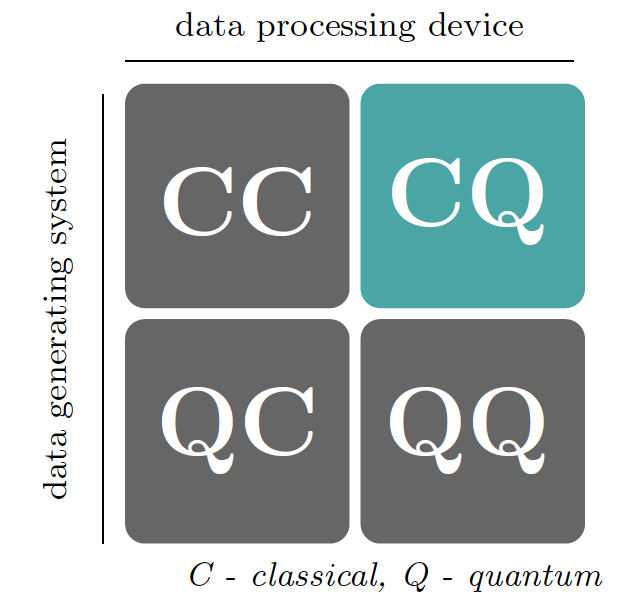 data processing device
data generating system
CC
CQ
QC
QQ
C - classical, Q - quantum